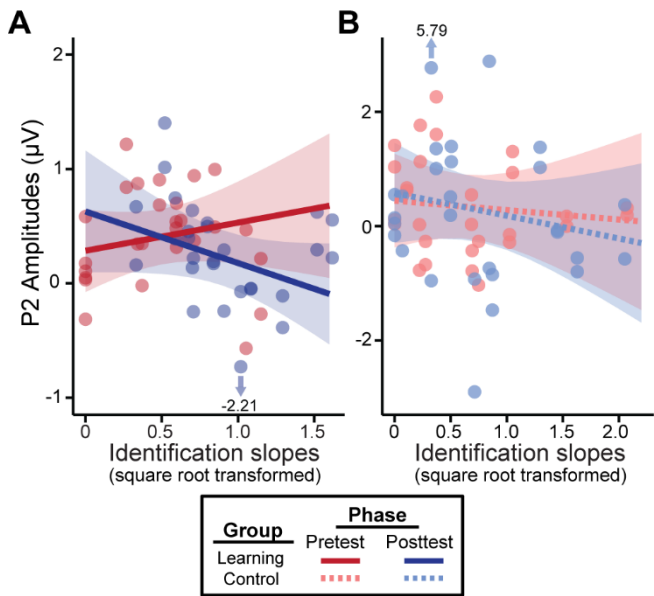 A
B
5.79
2
1
0
-1
P2 Amplitudes (µV)
-2.21
0 0.5 1.0 1.5
Identification slopes
(square root transformed)
2
0
-2
0 0.5 1.0 1.5 2.0
Identification slopes
(square root transformed)
Phase
Group Pretest Posttest
Learning
Control